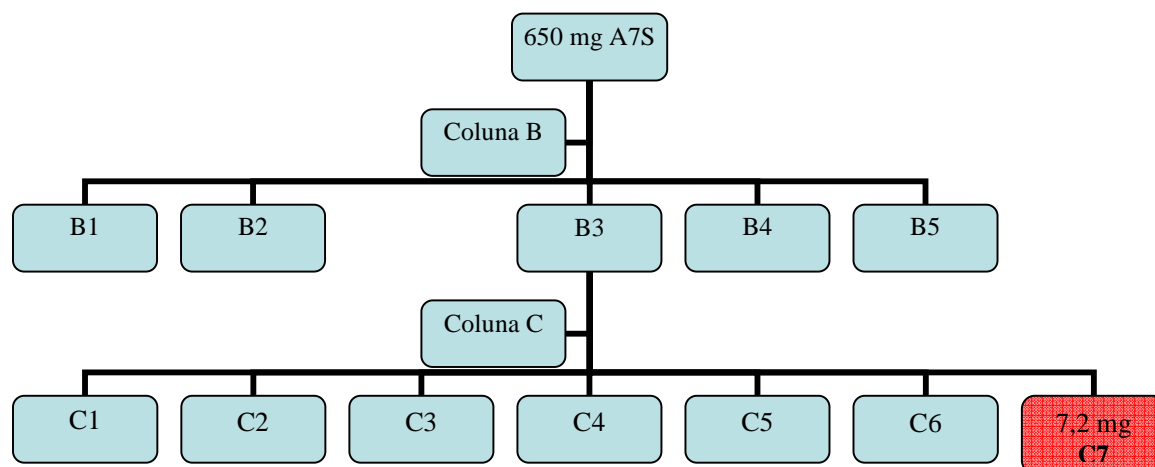 650 mg A7S
Coluna B
B1
B2
B3
B4
B5
Coluna C
C1
C2
C3
C4
C5
C6
7,2 mg
C7